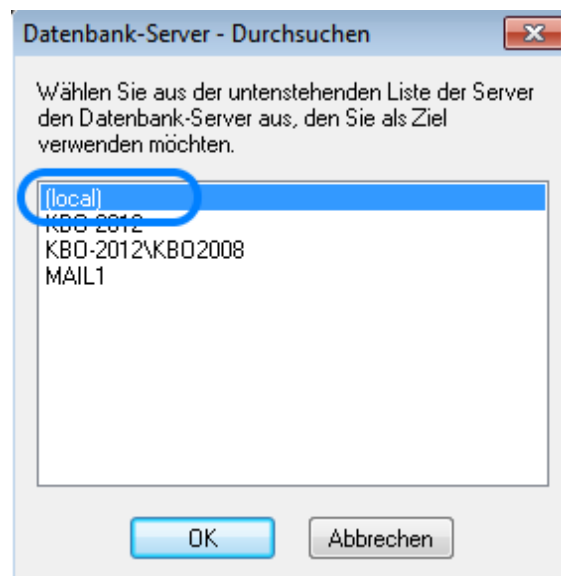 Datenbank-Server - Durchsuchen
Wählen Sie aus der untenstehenden Liste der Server
den Datenbank-Server aus, den Sie als Ziel
verwenden möchten.
(local)
KBO-2012
KBO-2012\KBO2008
MAIL1
OK
Abbrechen